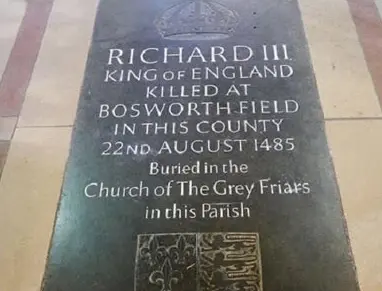 RICHARD III
KING OF ENGLAND
KILLED AT
BOSWORTH FIELD
IN THIS COUNTY
22ND AUGUST 1485
Buried in the
Church of The Grey Friars
in this Parish